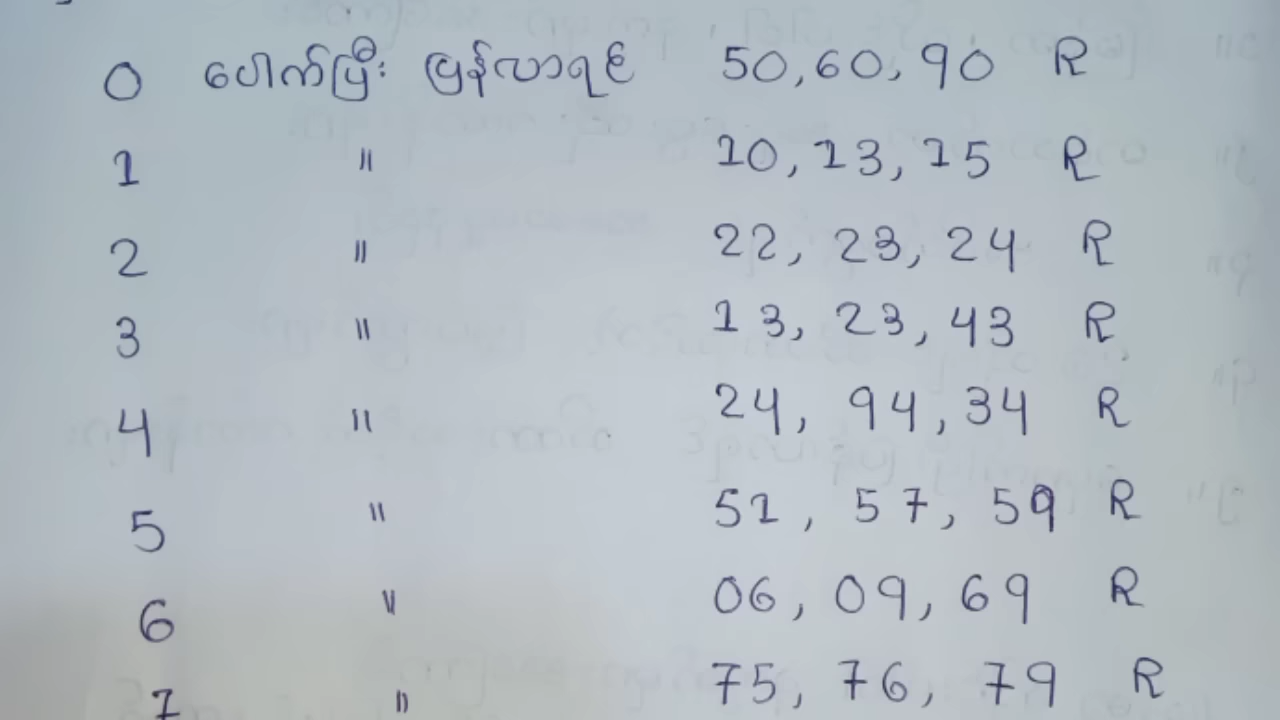 0 ပေါက်ပြီး ပြန်လာရင် 50, 60, 90 R
1 " 10, 13, 15 R
2 " 22, 23, 24 R
3 " 13, 23, 43 R
4 " 24, 94, 34 R
5 " 51, 57, 59 R
6 " 06, 09, 69 R
7 " 75, 76, 79 R